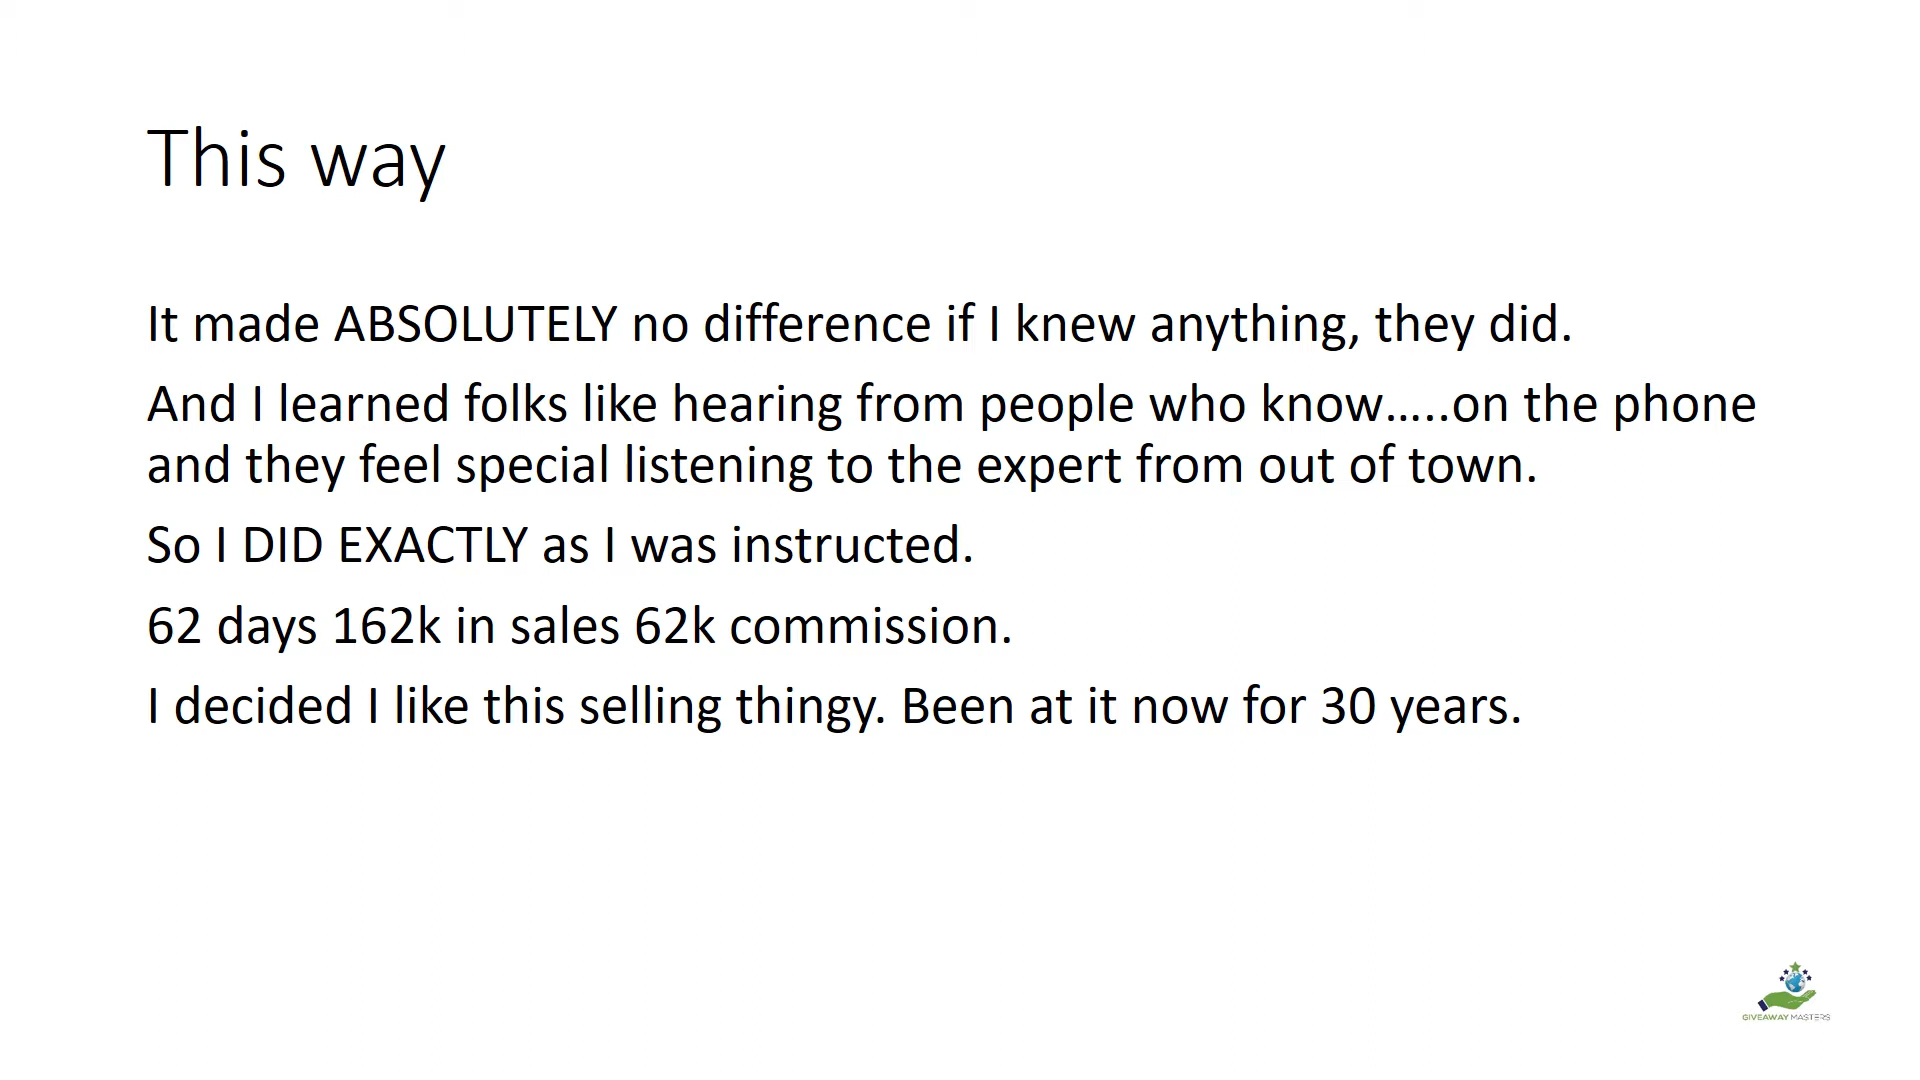 This way
It made ABSOLUTELY no difference if I knew anything, they did.
And I learned folks like hearing from people who know…..on the phone
and they feel special listening to the expert from out of town.
So I DID EXACTLY as I was instructed.
62 days 162k in sales 62k commission.
I decided I like this selling thingy. Been at it now for 30 years.
GIVEAWAY MASTERS